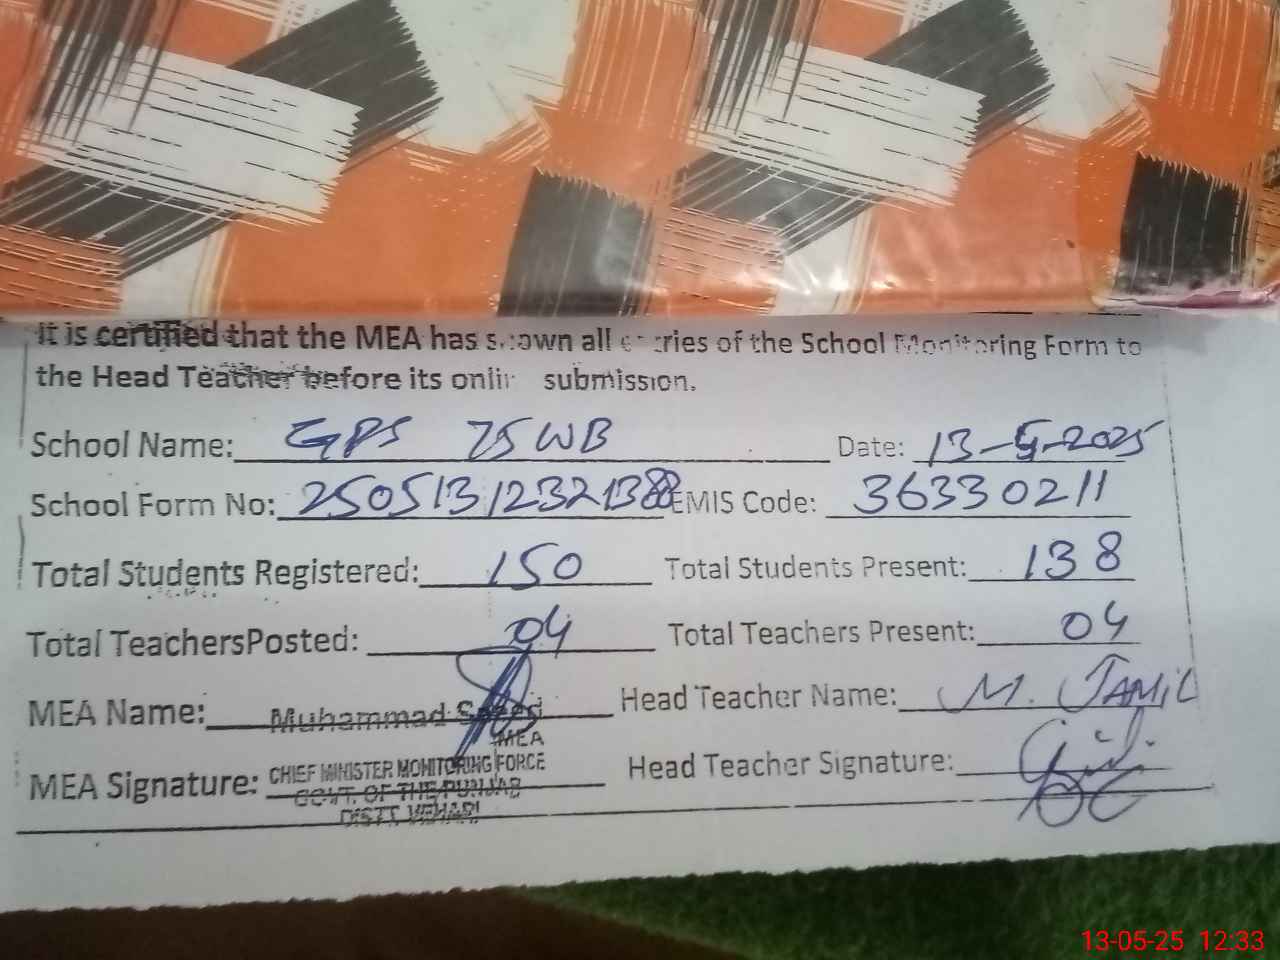 It is certified that the MEA has shown all entries of the School Monitoring Form to
the Head Teacher before its online submission.
School Name: GPS 75 WB Date: 13-5-2025
School Form No: EMIS Code: 36330211
Total Students Registered: 150 Total Students Present: 138
Total TeachersPosted: 04 Total Teachers Present: 04
MEA Name: Muhammad Saeed Head Teacher Name: M. JAMIL
MEA
MEA Signature: CHIEF MINISTER MONITORING FORCE Head Teacher Signature:
GOVT. OF THE PUNJAB
DISTT. VEHARI
13-05-25 12:33